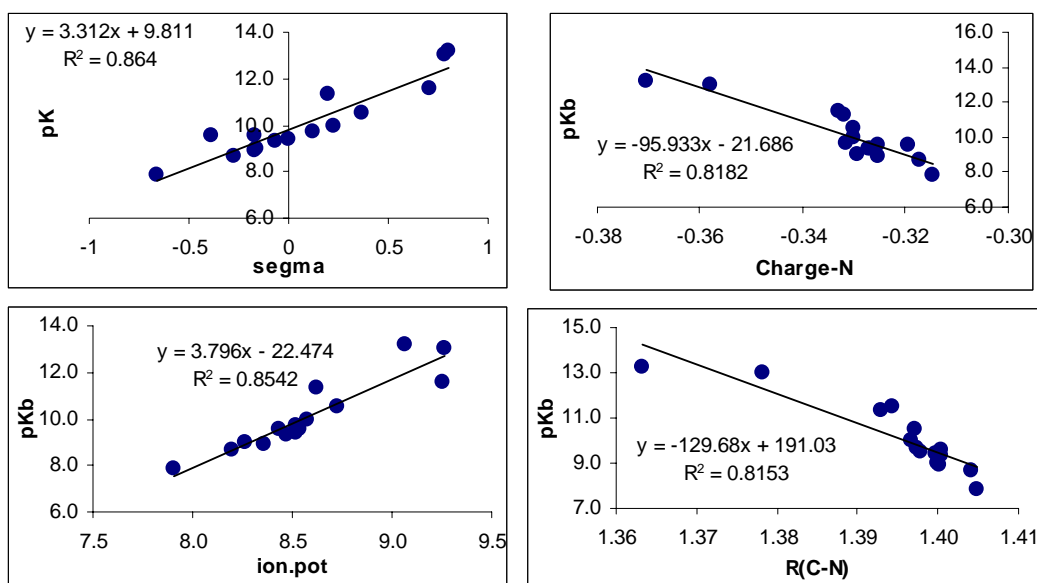 y = 3.312x + 9.811
R² = 0.864
14.0
12.0
10.0
8.0
6.0
pK
-1
-0.5
0
0.5
1
segma
y = -95.933x - 21.686
R² = 0.8182
16.0
14.0
12.0
10.0
8.0
6.0
pKb
-0.38
-0.36
-0.34
-0.32
-0.30
Charge-N
y = 3.796x - 22.474
R² = 0.8542
14.0
12.0
10.0
8.0
6.0
pKb
7.5
8.0
8.5
9.0
9.5
ion.pot
y = -129.68x + 191.03
R² = 0.8153
15.0
13.0
11.0
9.0
7.0
pKb
1.36
1.37
1.38
1.39
1.40
1.41
R(C-N)